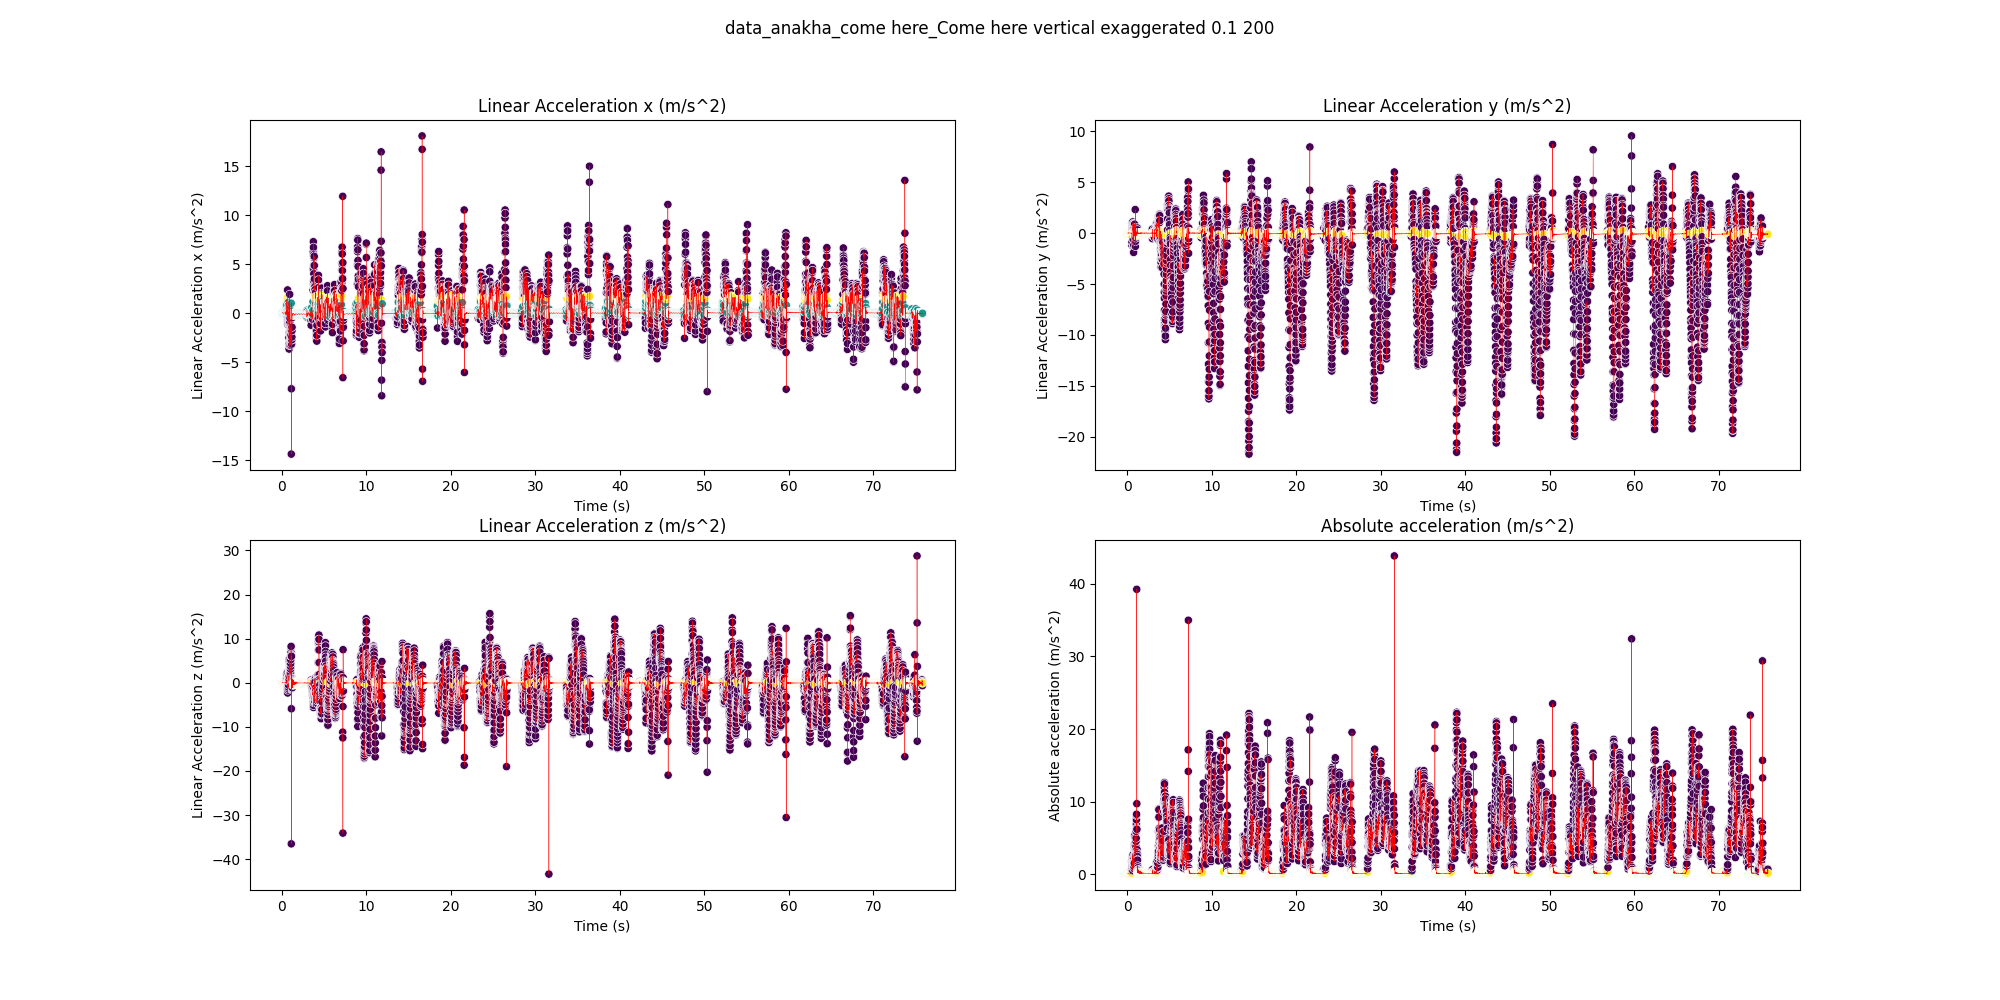 data_anakha_come here_Come here vertical exaggerated 0.1 200
Linear Acceleration x (m/s^2)
Linear Acceleration x (m/s^2)
15
10
5
0
−5
−10
−15
0 10 20 30 40 50 60 70
Time (s)
Linear Acceleration y (m/s^2)
Linear Acceleration y (m/s^2)
10
5
0
−5
−10
−15
−20
0 10 20 30 40 50 60 70
Time (s)
Linear Acceleration z (m/s^2)
Linear Acceleration z (m/s^2)
30
20
10
0
−10
−20
−30
−40
0 10 20 30 40 50 60 70
Time (s)
Absolute acceleration (m/s^2)
Absolute acceleration (m/s^2)
40
30
20
10
0
0 10 20 30 40 50 60 70
Time (s)